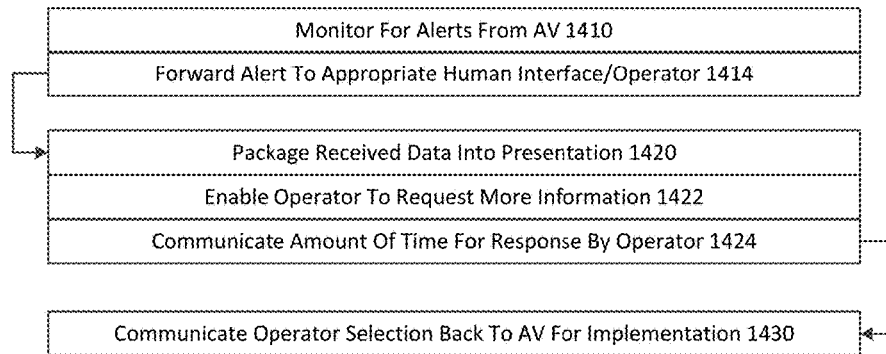 Monitor For Alerts From AV 1410
Forward Alert To Appropriate Human Interface/Operator 1414
Package Received Data Into Presentation 1420
Enable Operator To Request More Information 1422
Communicate Amount Of Time For Response By Operator 1424
Communicate Operator Selection Back To AV For Implementation 1430